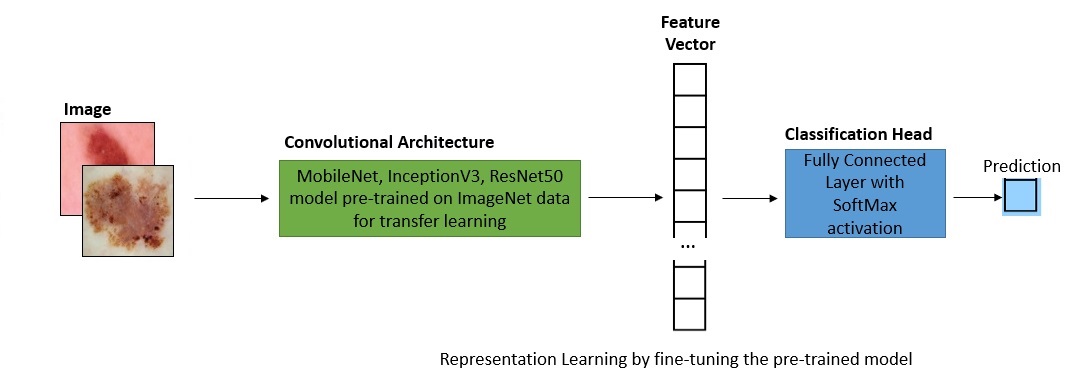 Feature
Vector
Image
Convolutional Architecture
MobileNet, InceptionV3, ResNet50
model pre-trained on ImageNet data
for transfer learning
...
Classification Head
Fully Connected
Layer with
SoftMax
activation
Prediction
Representation Learning by fine-tuning the pre-trained model